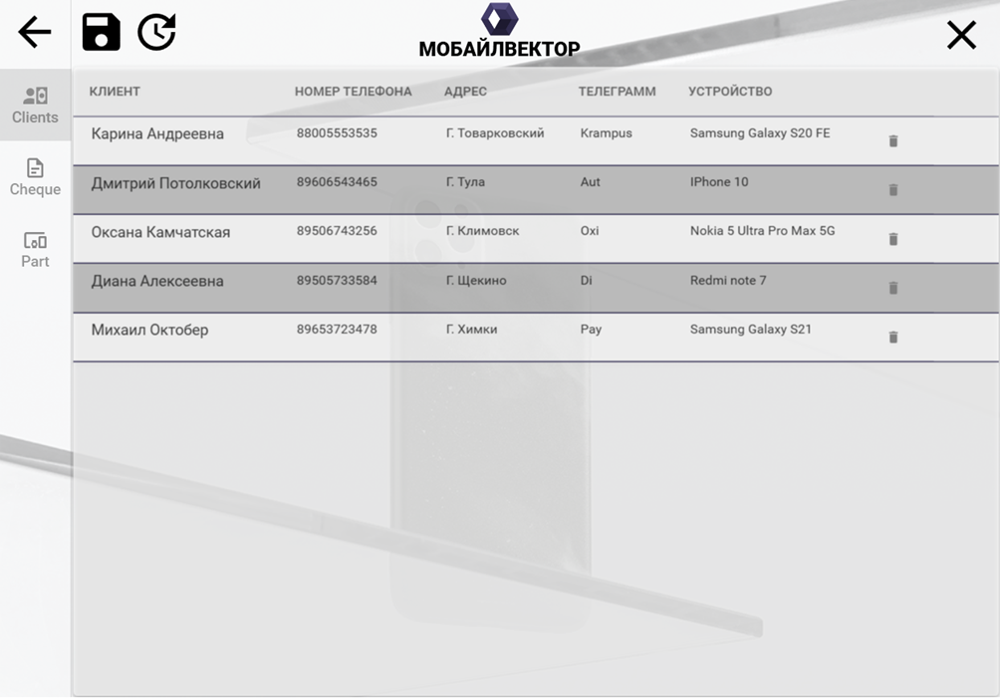 МОБАЙЛВЕКТОР
КЛИЕНТ НОМЕР ТЕЛЕФОНА АДРЕС ТЕЛЕГРАММ УСТРОЙСТВО
Clients
Карина Андреевна 88005553535 Г. Товарковский Krampus Samsung Galaxy S20 FE
Cheque
Дмитрий Потолковский 89606543465 Г. Тула Aut IPhone 10
Оксана Камчатская 89506743256 Г. Климовск Oxi Nokia 5 Ultra Pro Max 5G
Part
Диана Алексеевна 89505733584 Г. Щекино Di Redmi note 7
Михаил Октобер 89653723478 Г. Химки Pay Samsung Galaxy S21